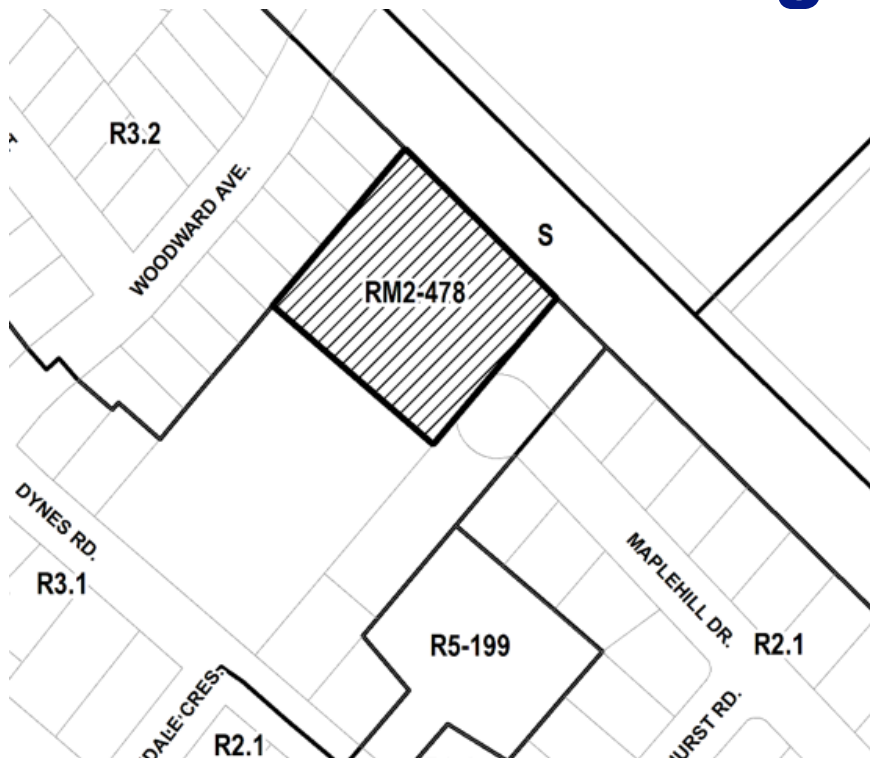 R3.2
WOODWARD AVE.
S
RM2-478
DYNES RD.
R3.1
MAPLEHILL DR.
R5-199
R2.1
DALE CRES.
HURST RD.
R2.1